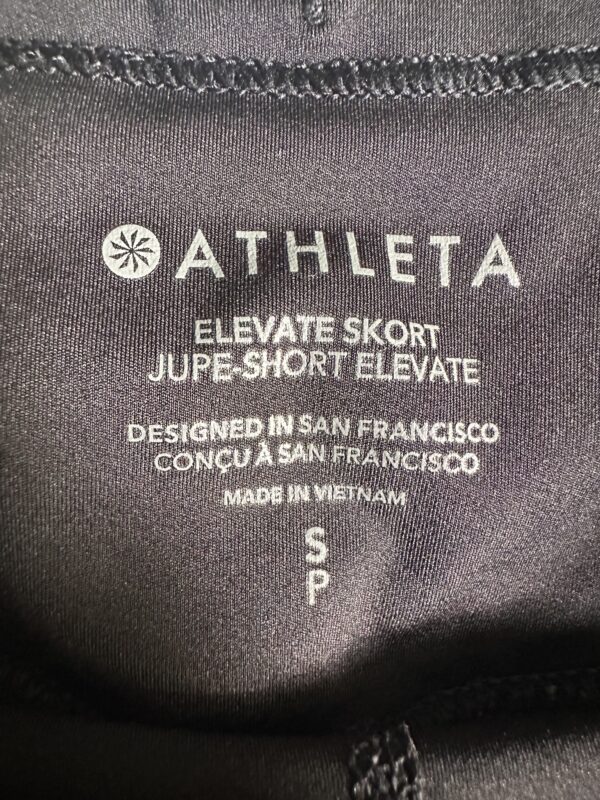 ATHLETA
ELEVATE SKORT
JUPE-SHORT ELEVATE
DESIGNED IN SAN FRANCISCO
CONÇU À SAN FRANCISCO
MADE IN VIETNAM
S
P